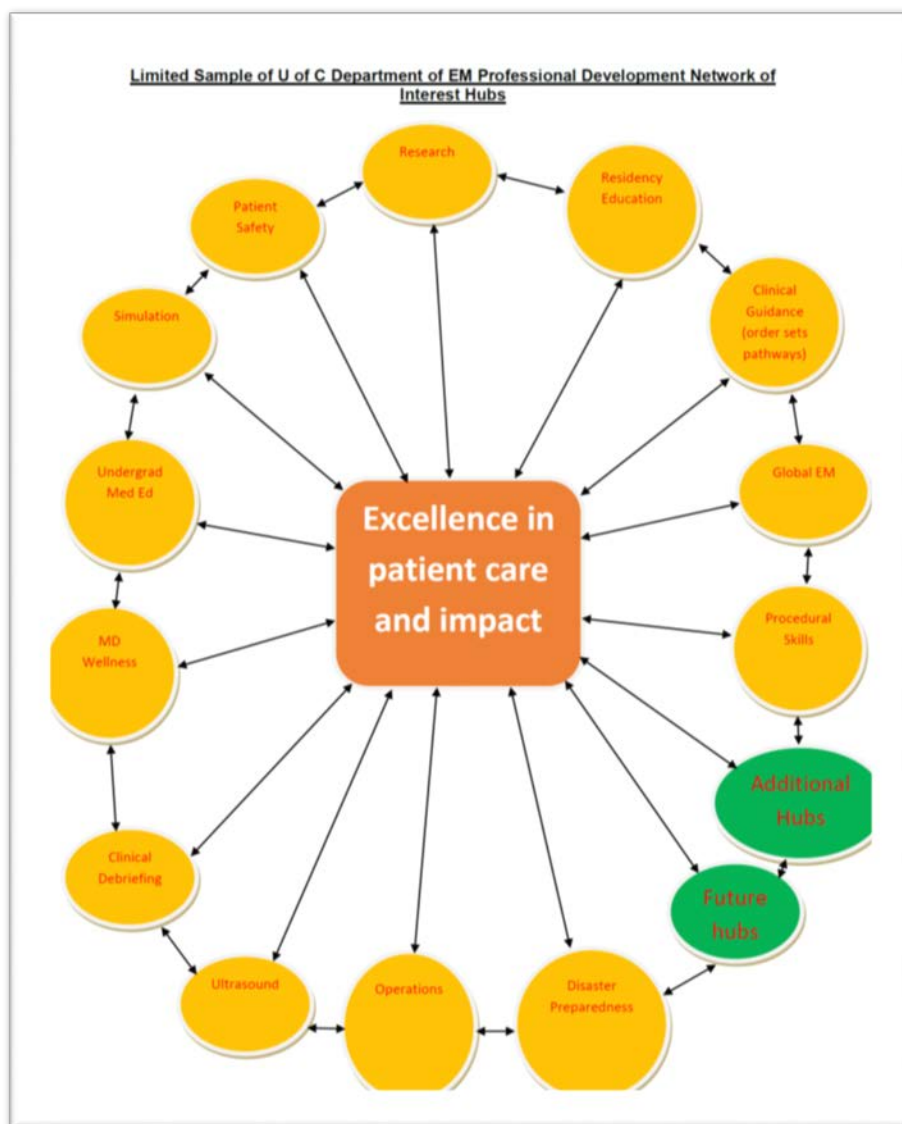 Limited Sample of U of C Department of EM Professional Development Network of
Interest Hubs
Research
Residency
Education
Patient
Safety
Clinical
Guidance
(order sets
pathways)
Simulation
Undergrad
Med Ed
Global EM
Excellence in
patient care
and impact
MD
Wellness
Procedural
Skills
Additional
Hubs
Clinical
Debriefing
Future
hubs
Ultrasound
Operations
Disaster
Preparedness